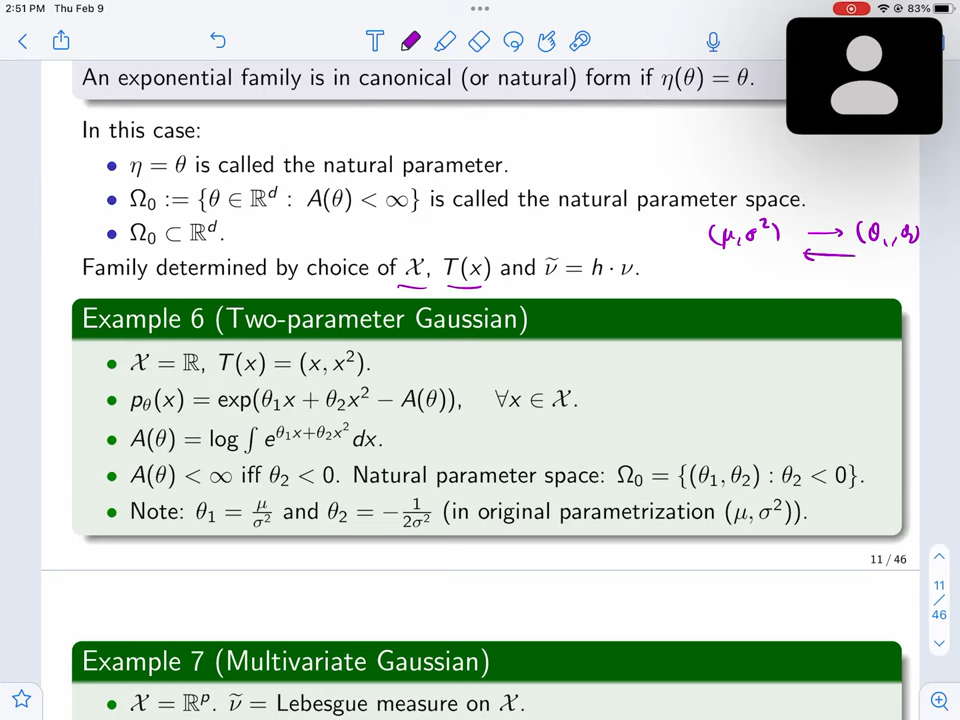 2:51 PM Thu Feb 9
83%
An exponential family is in canonical (or natural) form if η(θ) = θ.
In this case:
• η = θ is called the natural parameter.
• Ω₀ := {θ ∈ ℝᵈ : A(θ) < ∞} is called the natural parameter space.
• Ω₀ ⊂ ℝᵈ.
(μ, σ²) → (θ₁, θ₂)
Family determined by choice of 𝒳, T(x) and ν̃ = h · ν.
Example 6 (Two-parameter Gaussian)
• 𝒳 = ℝ, T(x) = (x, x²).
• p_θ(x) = exp(θ₁x + θ₂x² − A(θ)), ∀x ∈ 𝒳.
• A(θ) = log ∫ e^{θ₁x+θ₂x²} dx.
• A(θ) < ∞ iff θ₂ < 0. Natural parameter space: Ω₀ = {(θ₁, θ₂) : θ₂ < 0}.
• Note: θ₁ = μ/σ² and θ₂ = −1/(2σ²) (in original parametrization (μ, σ²)).
11 / 46
11
/
46
Example 7 (Multivariate Gaussian)
• 𝒳 = ℝᵖ. ν̃ = Lebesgue measure on 𝒳.